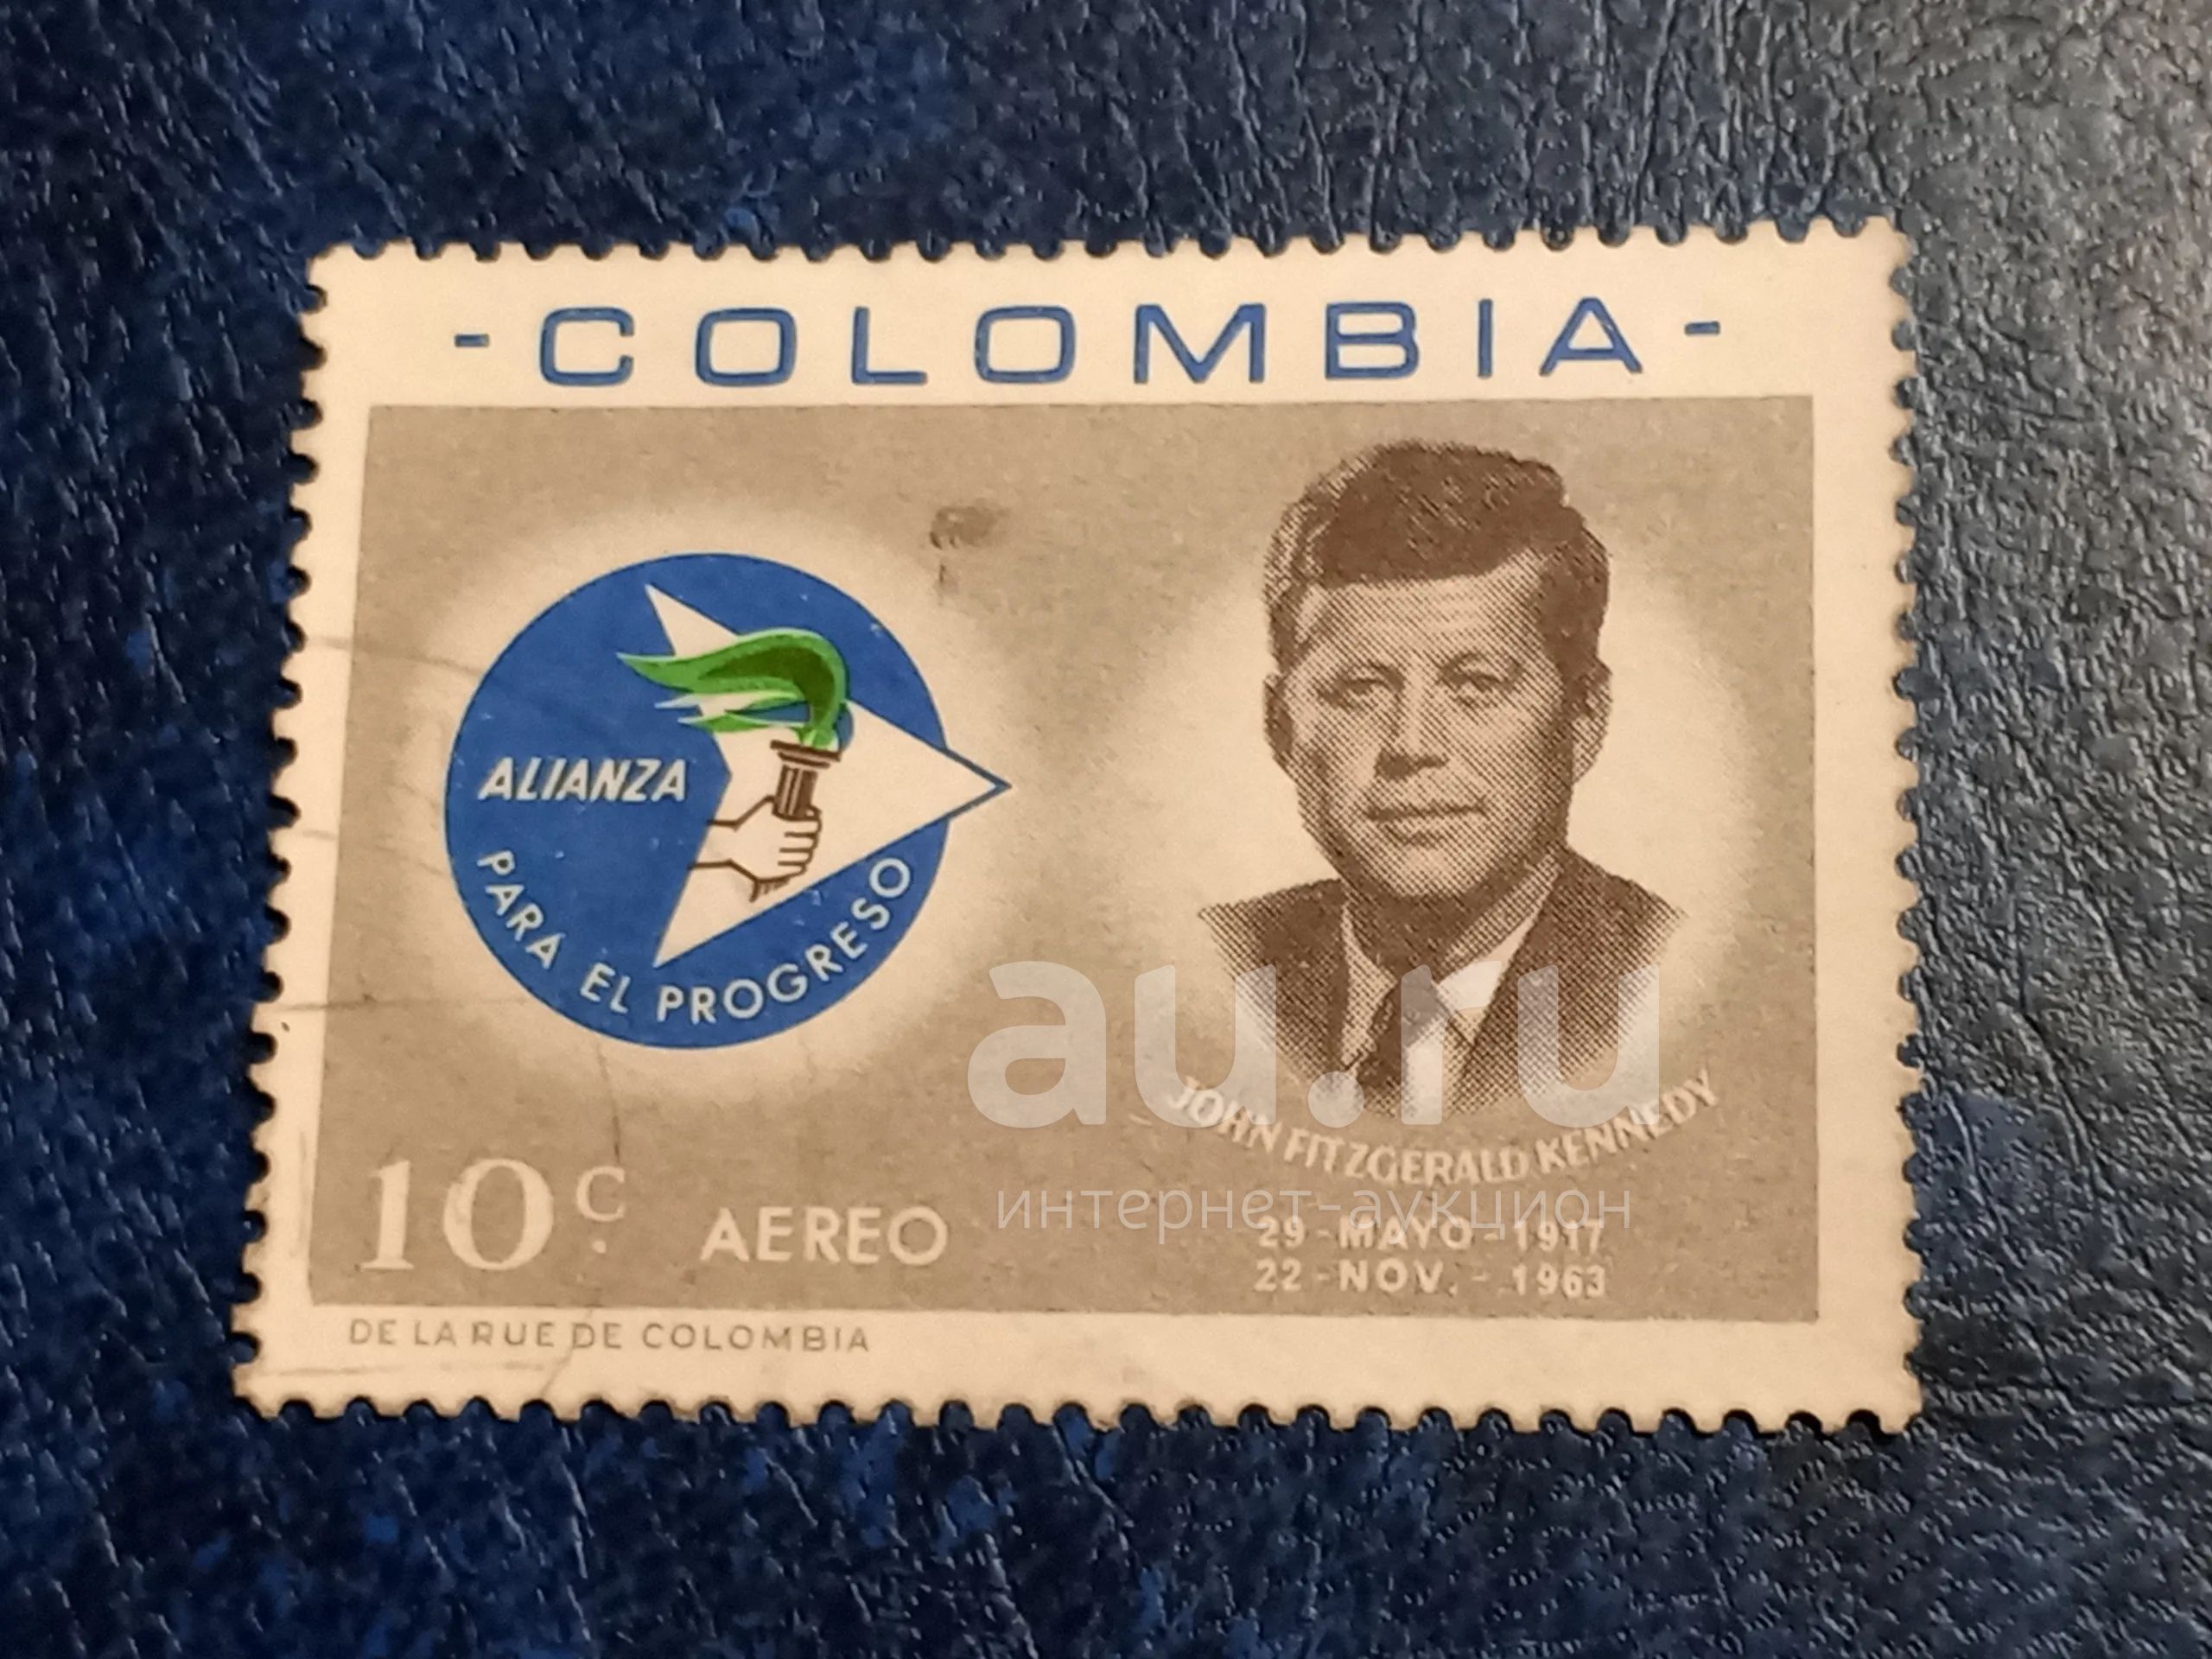 - COLOMBIA -
ALIANZA
PARA EL PROGRESO
JOHN FITZGERALD KENNEDY
29 - MAYO - 1917
22 - NOV. - 1963
10c.
AEREO
DE LA RUE DE COLOMBIA
au.ru
интернет-аукцион